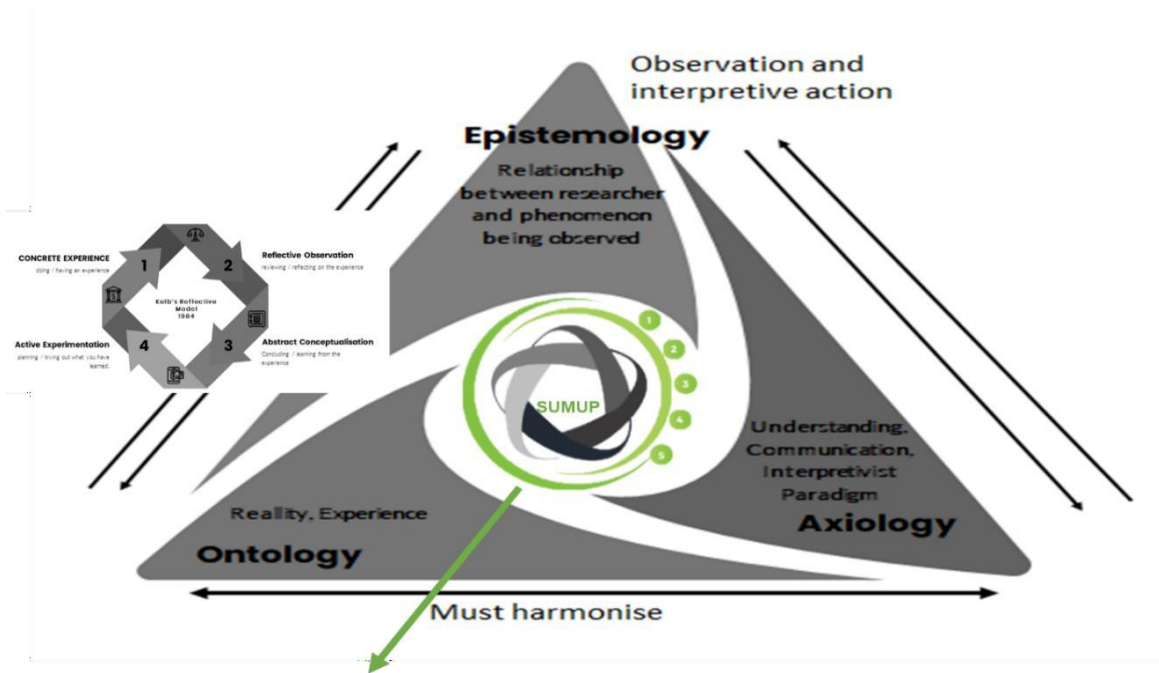 Observation and
interpretive action
Epistemology
Relationship
between researcher
and phenomenon
being observed
CONCRETE EXPERIENCE
doing / having an experience
1
2
Reflective Observation
reviewing / reflecting on the experience
Kolb's Reflective
Model
1984
Active Experimentation
planning / trying out what you have
learned.
4
3
Abstract Conceptualisation
Concluding / learning from the
experience
1
2
3
4
5
SUMUP
Understanding,
Communication,
Interpretivist
Paradigm
Axiology
Reality, Experience
Ontology
Must harmonise